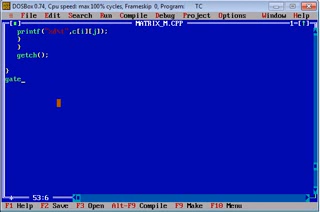 DOSBox 0.74, Cpu speed: max 100% cycles, Frameskip 0, Program: TC
≡ File Edit Search Run Compile Debug Project Options Window Help
MATRIX_M.CPP 1=[↑]
,c[i][j]);
printf(
}
}
getch();
}
gate_
53:6
F1 Help F2 Save F3 Open Alt-F9 Compile F9 Make F10 Menu